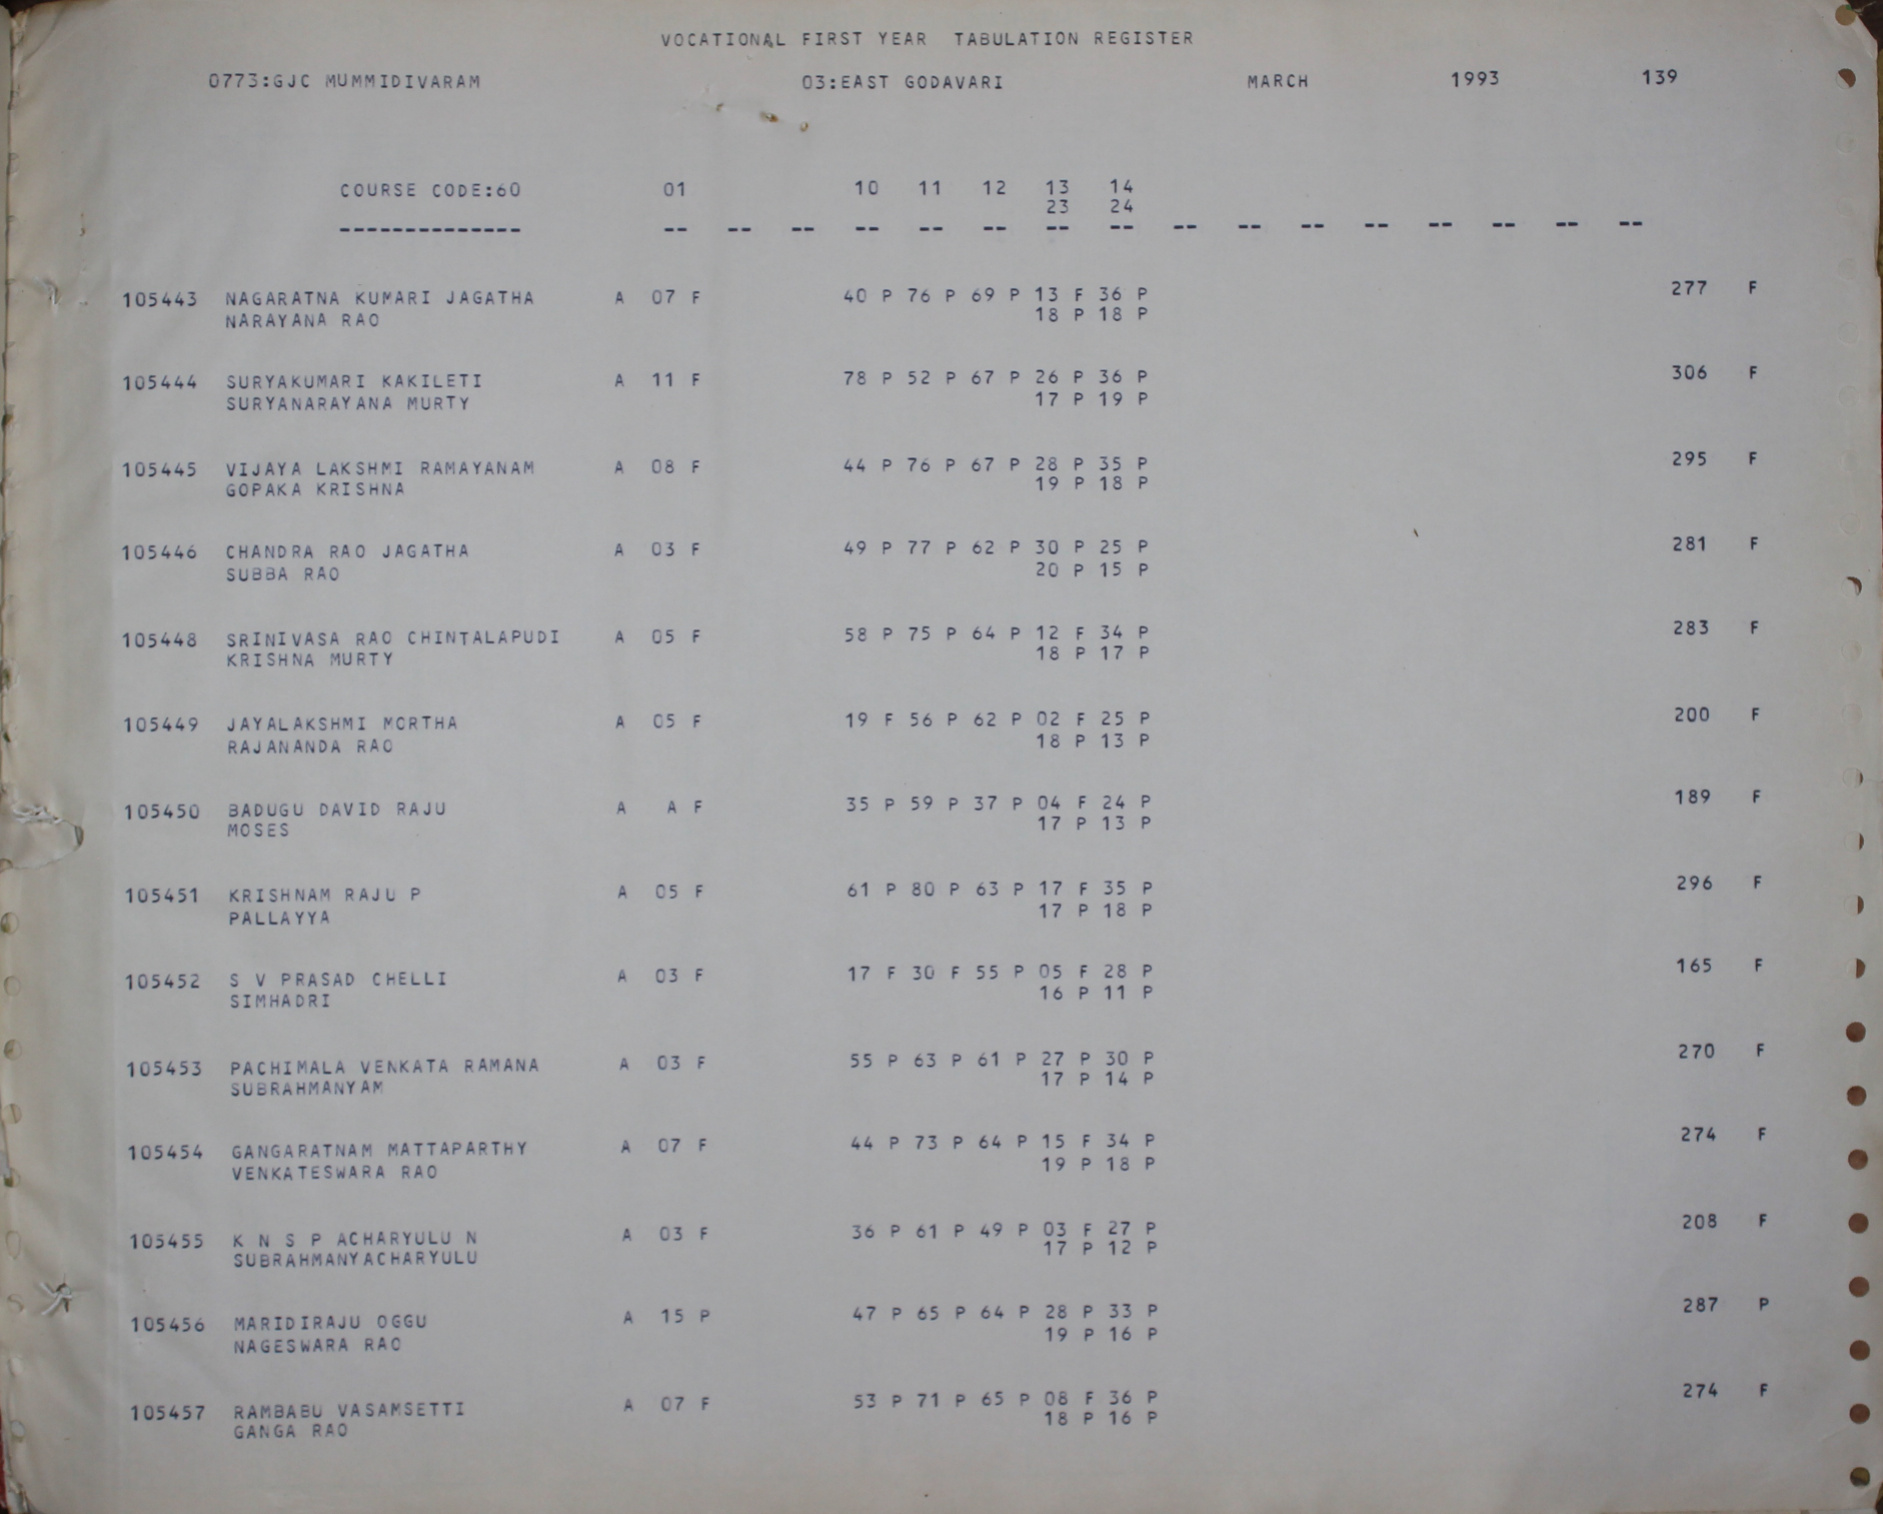 VOCATIONAL FIRST YEAR TABULATION REGISTER
0773:GJC MUMMIDIVARAM 03:EAST GODAVARI MARCH 1993 139
COURSE CODE:60 01 10 11 12 13 14
23 24
-------------- -- -- -- -- -- -- -- -- -- -- -- -- -- -- -- --
105443 NAGARATNA KUMARI JAGATHA A 07 F 40 P 76 P 69 P 13 F 36 P 277 F
NARAYANA RAO 18 P 18 P
105444 SURYAKUMARI KAKILETI A 11 F 78 P 52 P 67 P 26 P 36 P 306 F
SURYANARAYANA MURTY 17 P 19 P
105445 VIJAYA LAKSHMI RAMAYANAM A 08 F 44 P 76 P 67 P 28 P 35 P 295 F
GOPAKA KRISHNA 19 P 18 P
105446 CHANDRA RAO JAGATHA A 03 F 49 P 77 P 62 P 30 P 25 P 281 F
SUBBA RAO 20 P 15 P
105448 SRINIVASA RAO CHINTALAPUDI A 05 F 58 P 75 P 64 P 12 F 34 P 283 F
KRISHNA MURTY 18 P 17 P
105449 JAYALAKSHMI MORTHA A 05 F 19 F 56 P 62 P 02 F 25 P 200 F
RAJANANDA RAO 18 P 13 P
105450 BADUGU DAVID RAJU A A F 35 P 59 P 37 P 04 F 24 P 189 F
MOSES 17 P 13 P
105451 KRISHNAM RAJU P A 05 F 61 P 80 P 63 P 17 F 35 P 296 F
PALLAYYA 17 P 18 P
105452 S V PRASAD CHELLI A 03 F 17 F 30 F 55 P 05 F 28 P 165 F
SIMHADRI 16 P 11 P
105453 PACHIMALA VENKATA RAMANA A 03 F 55 P 63 P 61 P 27 P 30 P 270 F
SUBRAHMANYAM 17 P 14 P
105454 GANGARATNAM MATTAPARTHY A 07 F 44 P 73 P 64 P 15 F 34 P 274 F
VENKATESWARA RAO 19 P 18 P
105455 K N S P ACHARYULU N A 03 F 36 P 61 P 49 P 03 F 27 P 208 F
SUBRAHMANYACHARYULU 17 P 12 P
105456 MARIDIRAJU OGGU A 15 P 47 P 65 P 64 P 28 P 33 P 287 P
NAGESWARA RAO 19 P 16 P
105457 RAMBABU VASAMSETTI A 07 F 53 P 71 P 65 P 08 F 36 P 274 F
GANGA RAO 18 P 16 P